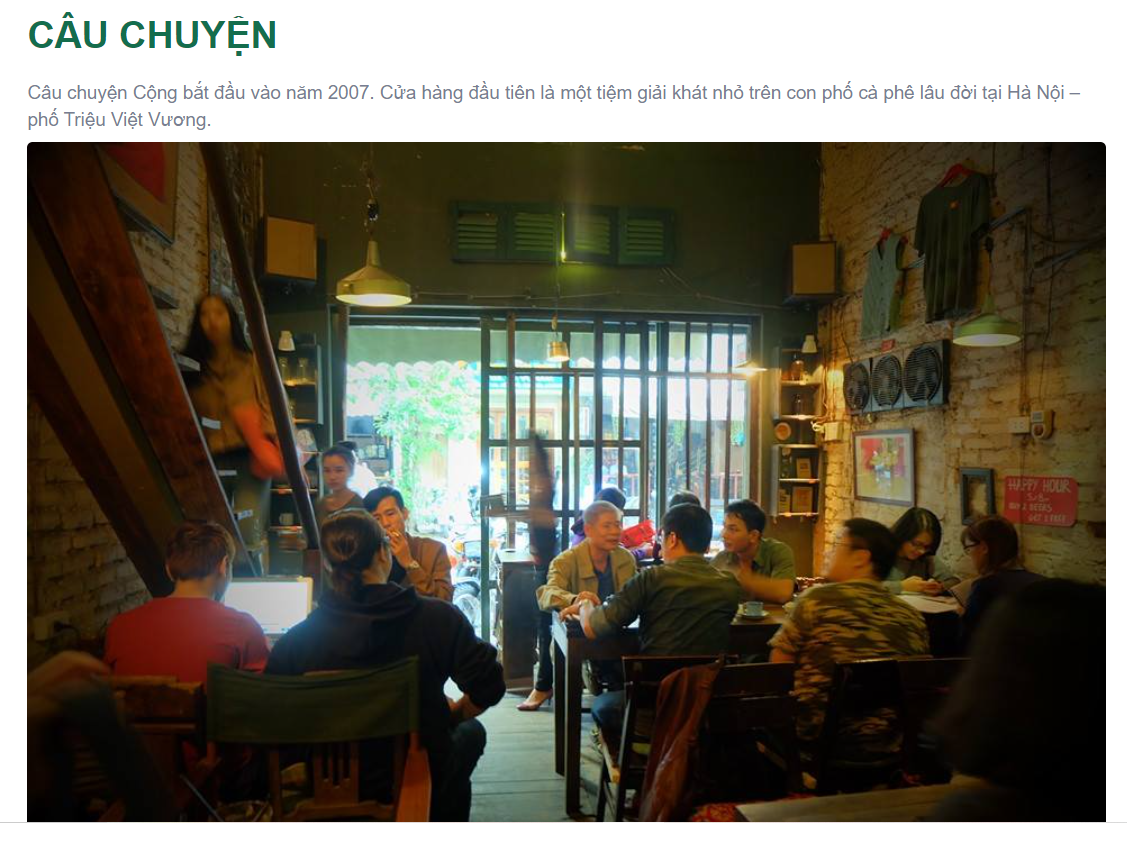 CÂU CHUYỆN
Câu chuyện Cộng bắt đầu vào năm 2007. Cửa hàng đầu tiên là một tiệm giải khát nhỏ trên con phố cà phê lâu đời tại Hà Nội –
phố Triệu Việt Vương.
HAPPY HOUR